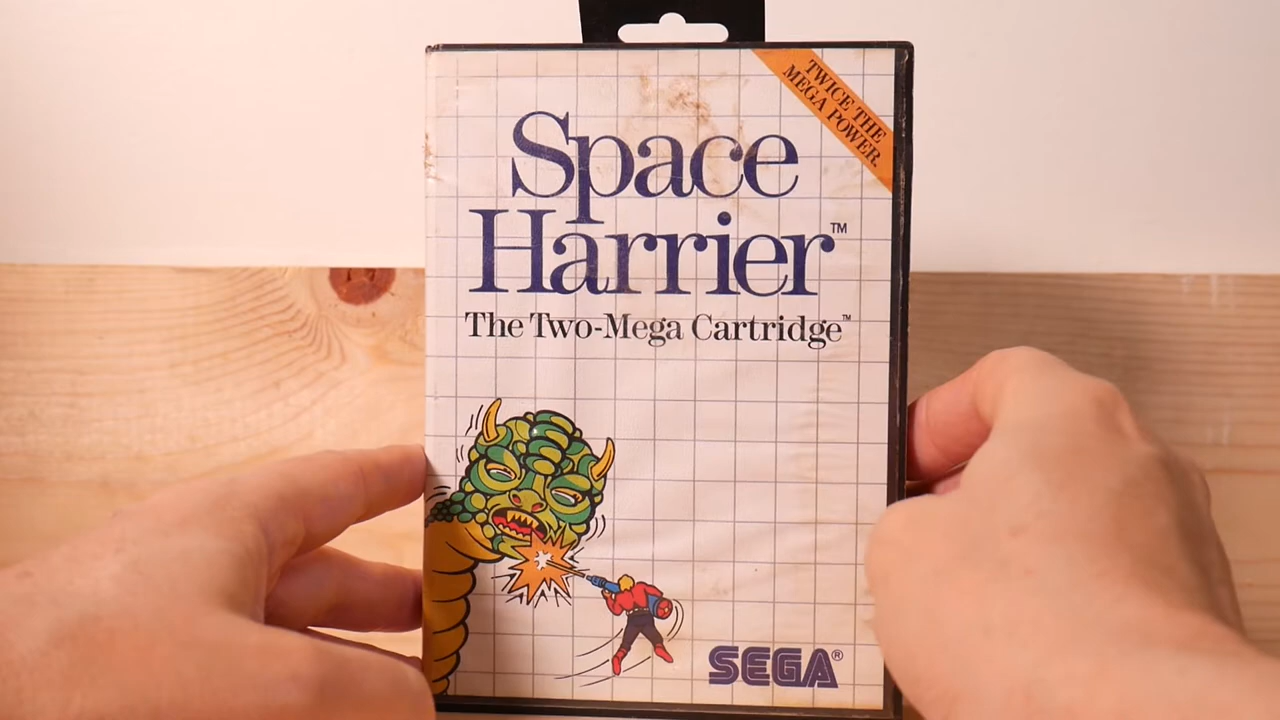 TWICE THE
MEGA POWER.
Space
Harrier™
The Two-Mega Cartridge™
SEGA®